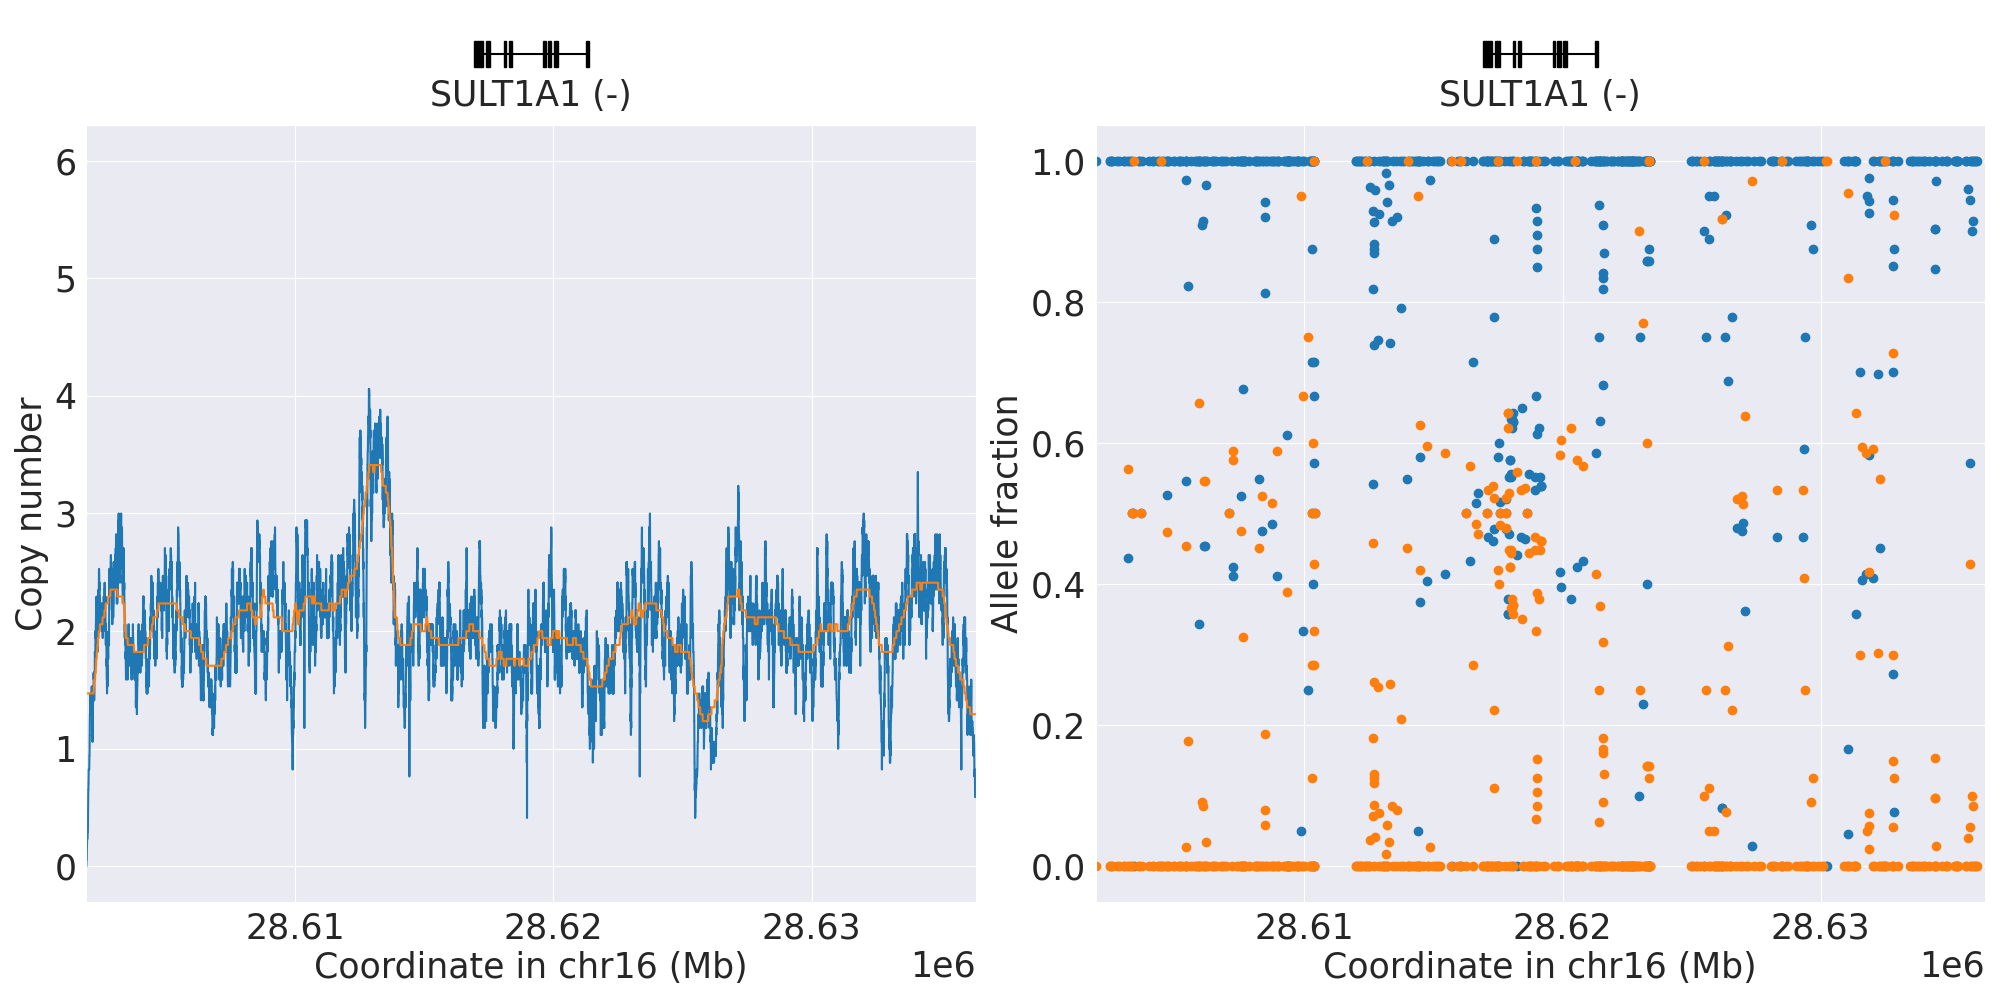 SULT1A1 (-)
6
5
4
3
2
1
0
Copy number
28.61
28.62
28.63
Coordinate in chr16 (Mb)
1e6
SULT1A1 (-)
1.0
0.8
0.6
0.4
0.2
0.0
Allele fraction
28.61
28.62
28.63
Coordinate in chr16 (Mb)
1e6